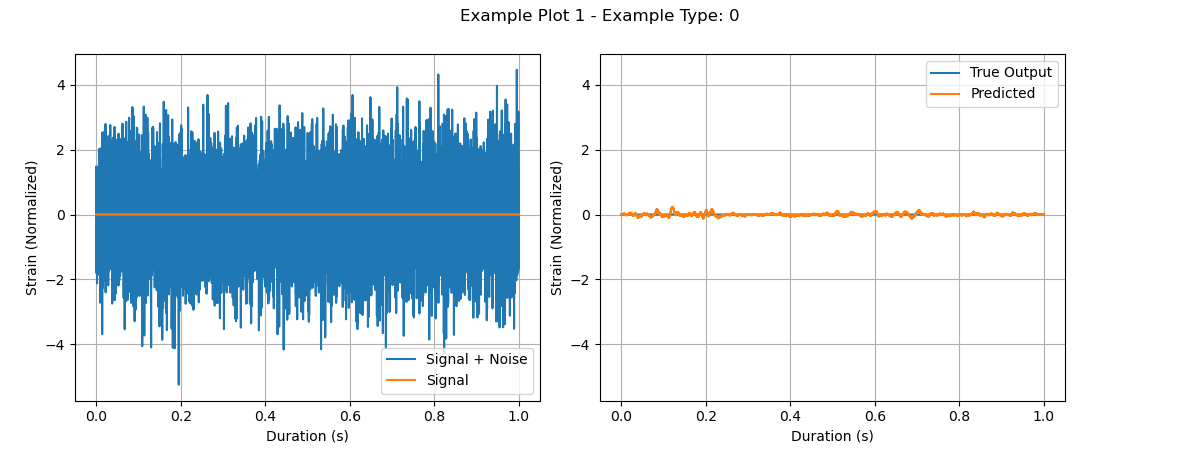 Example Plot 1 - Example Type: 0
Strain (Normalized)
4
2
0
−2
−4
0.0 0.2 0.4 0.6 0.8 1.0
Duration (s)
Signal + Noise
Signal
Strain (Normalized)
4
2
0
−2
−4
0.0 0.2 0.4 0.6 0.8 1.0
Duration (s)
True Output
Predicted